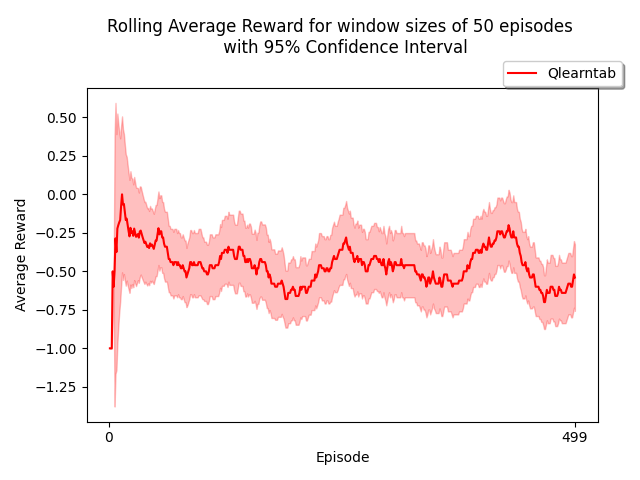 Rolling Average Reward for window sizes of 50 episodes
with 95% Confidence Interval
Qlearntab
0.50
0.25
0.00
−0.25
−0.50
−0.75
−1.00
−1.25
Average Reward
0
499
Episode